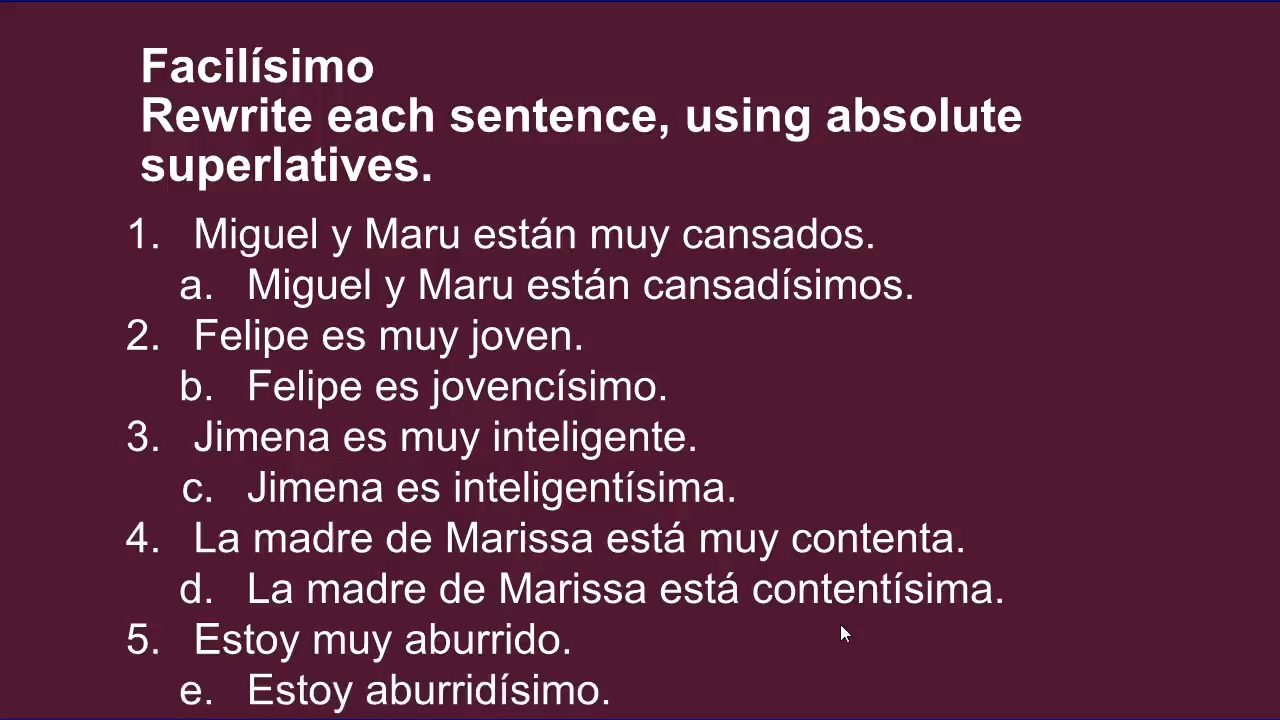 Facilísimo
Rewrite each sentence, using absolute
superlatives.
1. Miguel y Maru están muy cansados.
a. Miguel y Maru están cansadísimos.
2. Felipe es muy joven.
b. Felipe es jovencísimo.
3. Jimena es muy inteligente.
c. Jimena es inteligentísima.
4. La madre de Marissa está muy contenta.
d. La madre de Marissa está contentísima.
5. Estoy muy aburrido.
e. Estoy aburridísimo.